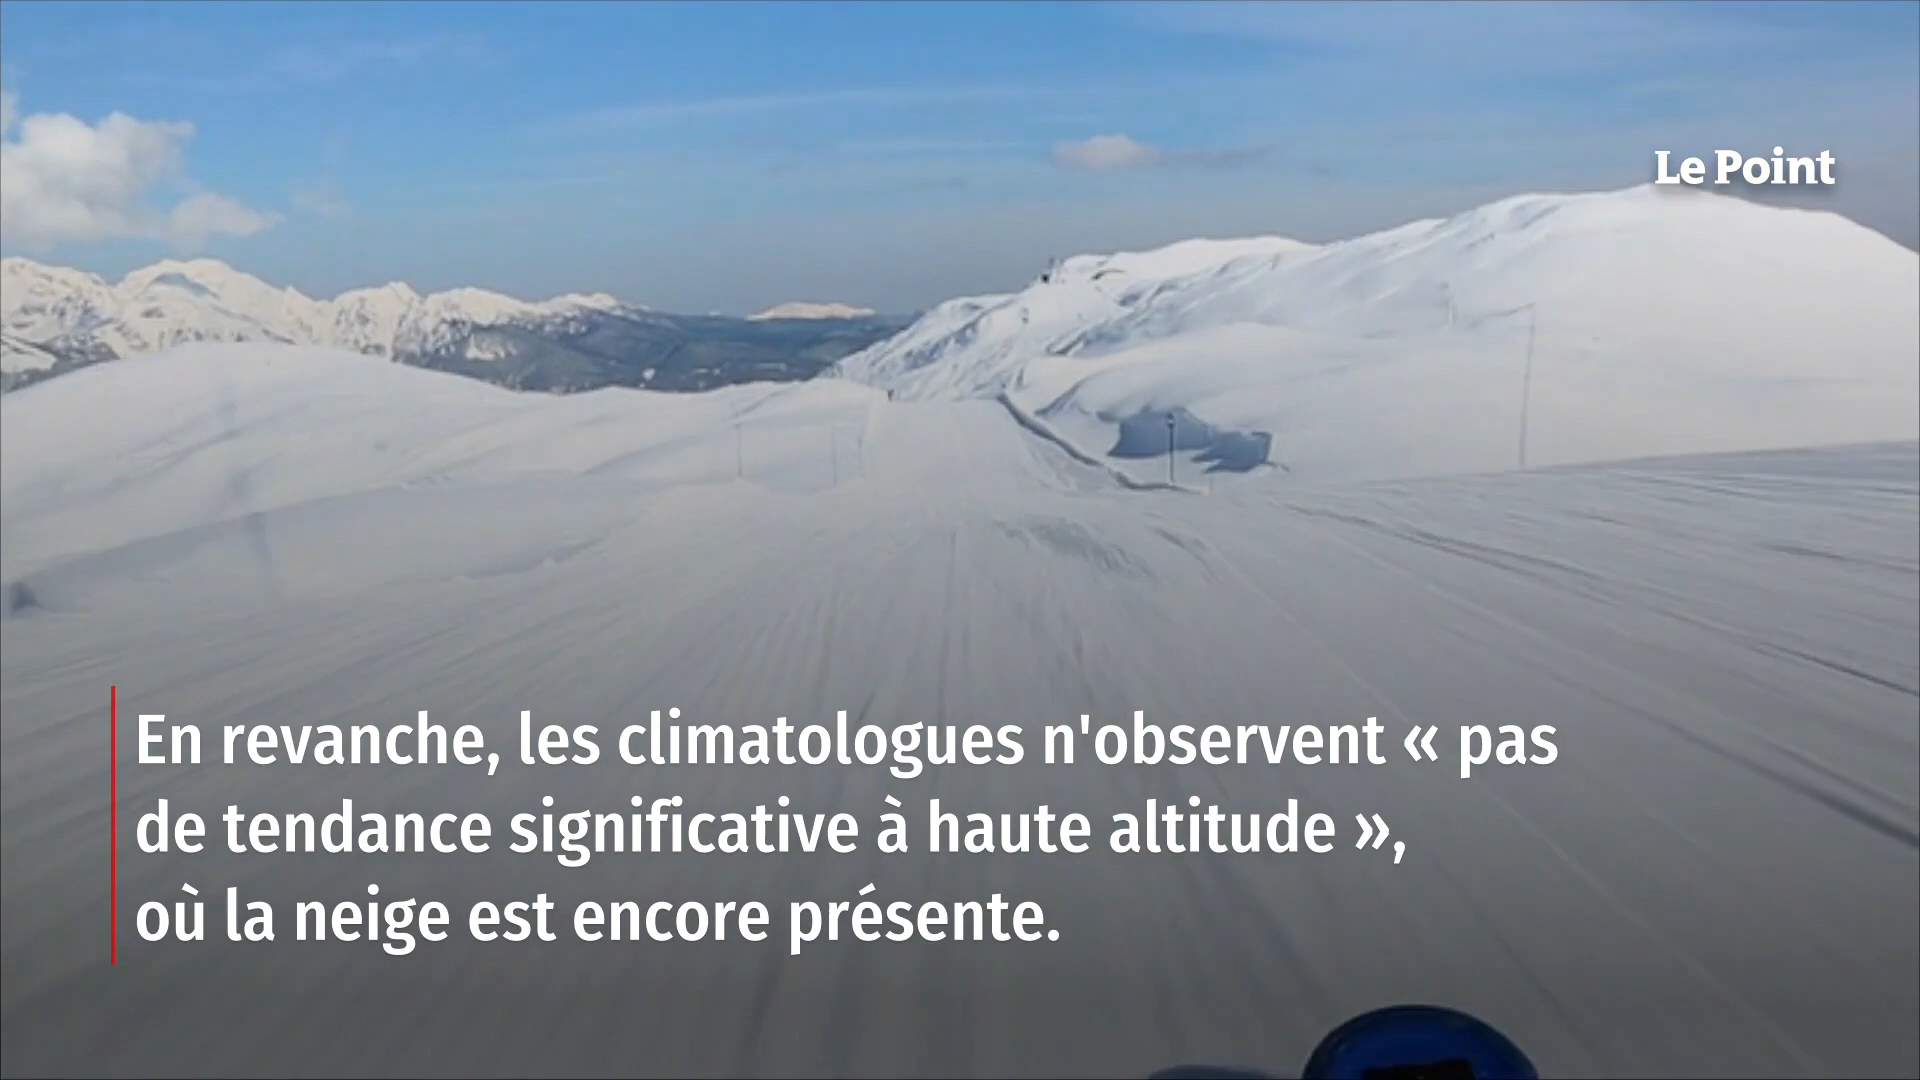 Le Point
En revanche, les climatologues n'observent « pas
de tendance significative à haute altitude »,
où la neige est encore présente.